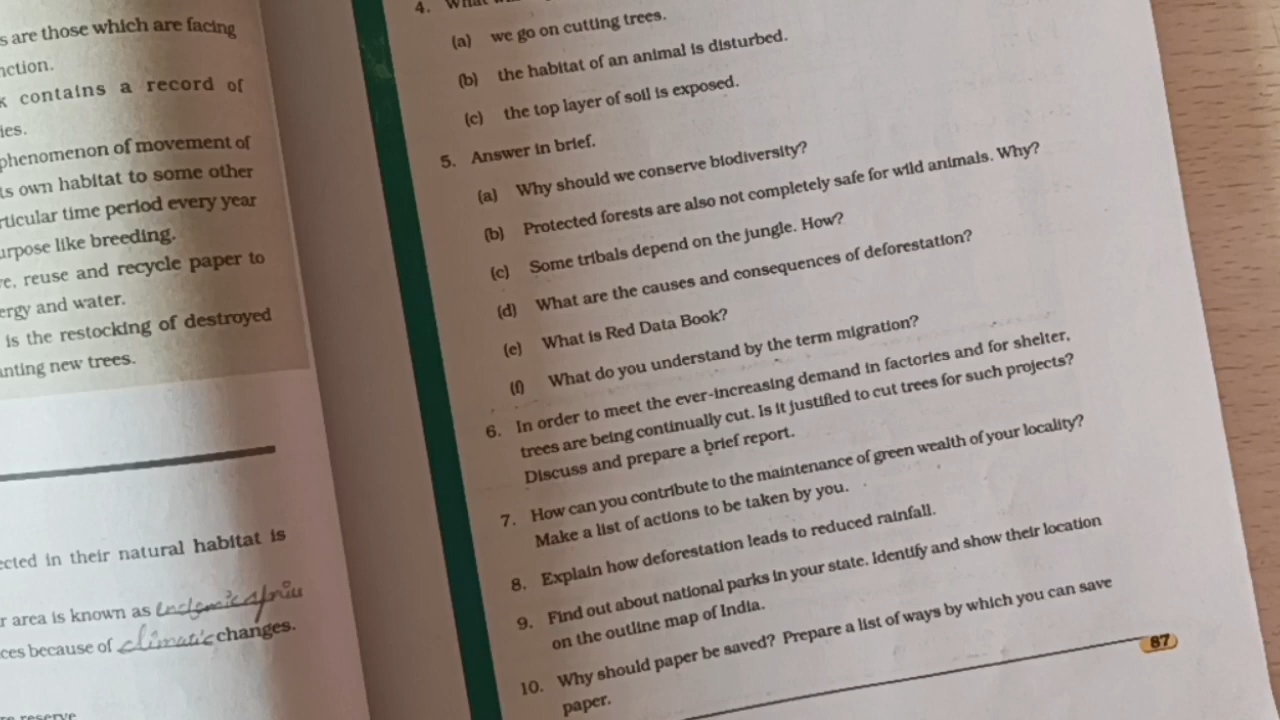 s are those which are facing
nction.
k contains a record of
ies.
phenomenon of movement of
ts own habitat to some other
rticular time period every year
urpose like breeding.
e, reuse and recycle paper to
ergy and water.
is the restocking of destroyed
anting new trees.
ected in their natural habitat is
r area is known as
ces because of climatic changes.
re reserve
4. What
(a) we go on cutting trees.
(b) the habitat of an animal is disturbed.
(c) the top layer of soil is exposed.
5. Answer in brief.
(a) Why should we conserve biodiversity?
(b) Protected forests are also not completely safe for wild animals. Why?
(c) Some tribals depend on the jungle. How?
(d) What are the causes and consequences of deforestation?
(e) What is Red Data Book?
(f) What do you understand by the term migration?
6. In order to meet the ever-increasing demand in factories and for shelter,
trees are being continually cut. Is it justified to cut trees for such projects?
Discuss and prepare a brief report.
7. How can you contribute to the maintenance of green wealth of your locality?
Make a list of actions to be taken by you.
8. Explain how deforestation leads to reduced rainfall.
9. Find out about national parks in your state. Identify and show their location
on the outline map of India.
10. Why should paper be saved? Prepare a list of ways by which you can save
paper.
87